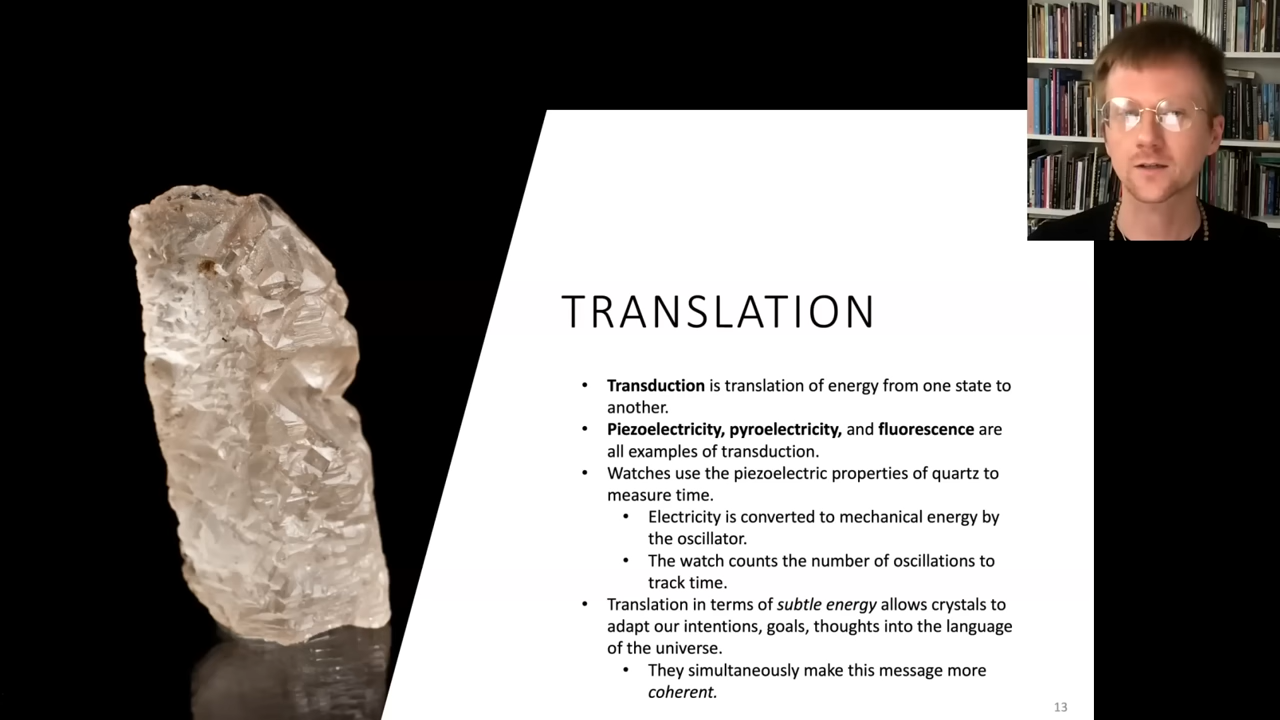 TRANSLATION
• Transduction is translation of energy from one state to
another.
• Piezoelectricity, pyroelectricity, and fluorescence are
all examples of transduction.
• Watches use the piezoelectric properties of quartz to
measure time.
• Electricity is converted to mechanical energy by
the oscillator.
• The watch counts the number of oscillations to
track time.
• Translation in terms of subtle energy allows crystals to
adapt our intentions, goals, thoughts into the language
of the universe.
• They simultaneously make this message more
coherent.
13